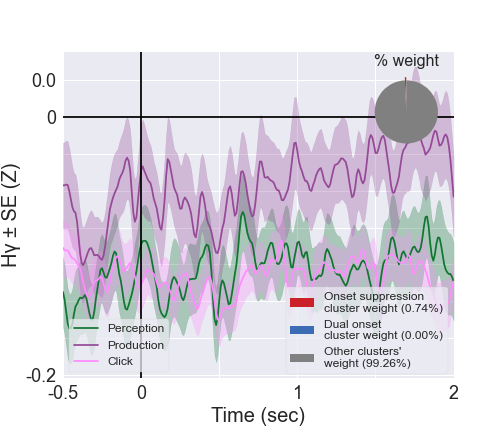 % weight
0.0
0
-0.2
Hγ ± SE (Z)
Perception
Production
Click
Onset suppression
cluster weight (0.74%)
Dual onset
cluster weight (0.00%)
Other clusters'
weight (99.26%)
-0.5
0
1
2
Time (sec)